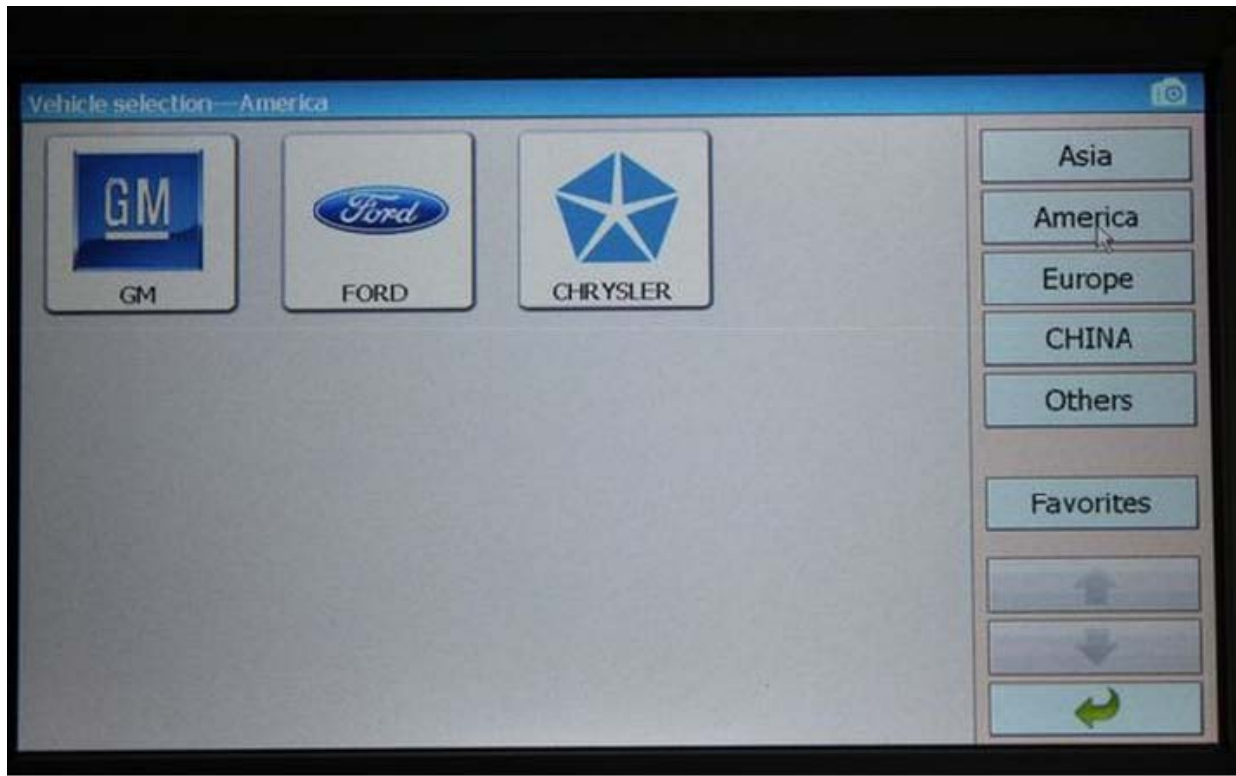 Vehicle selection---America
GM
Ford
GM
FORD
CHRYSLER
Asia
America
Europe
CHINA
Others
Favorites